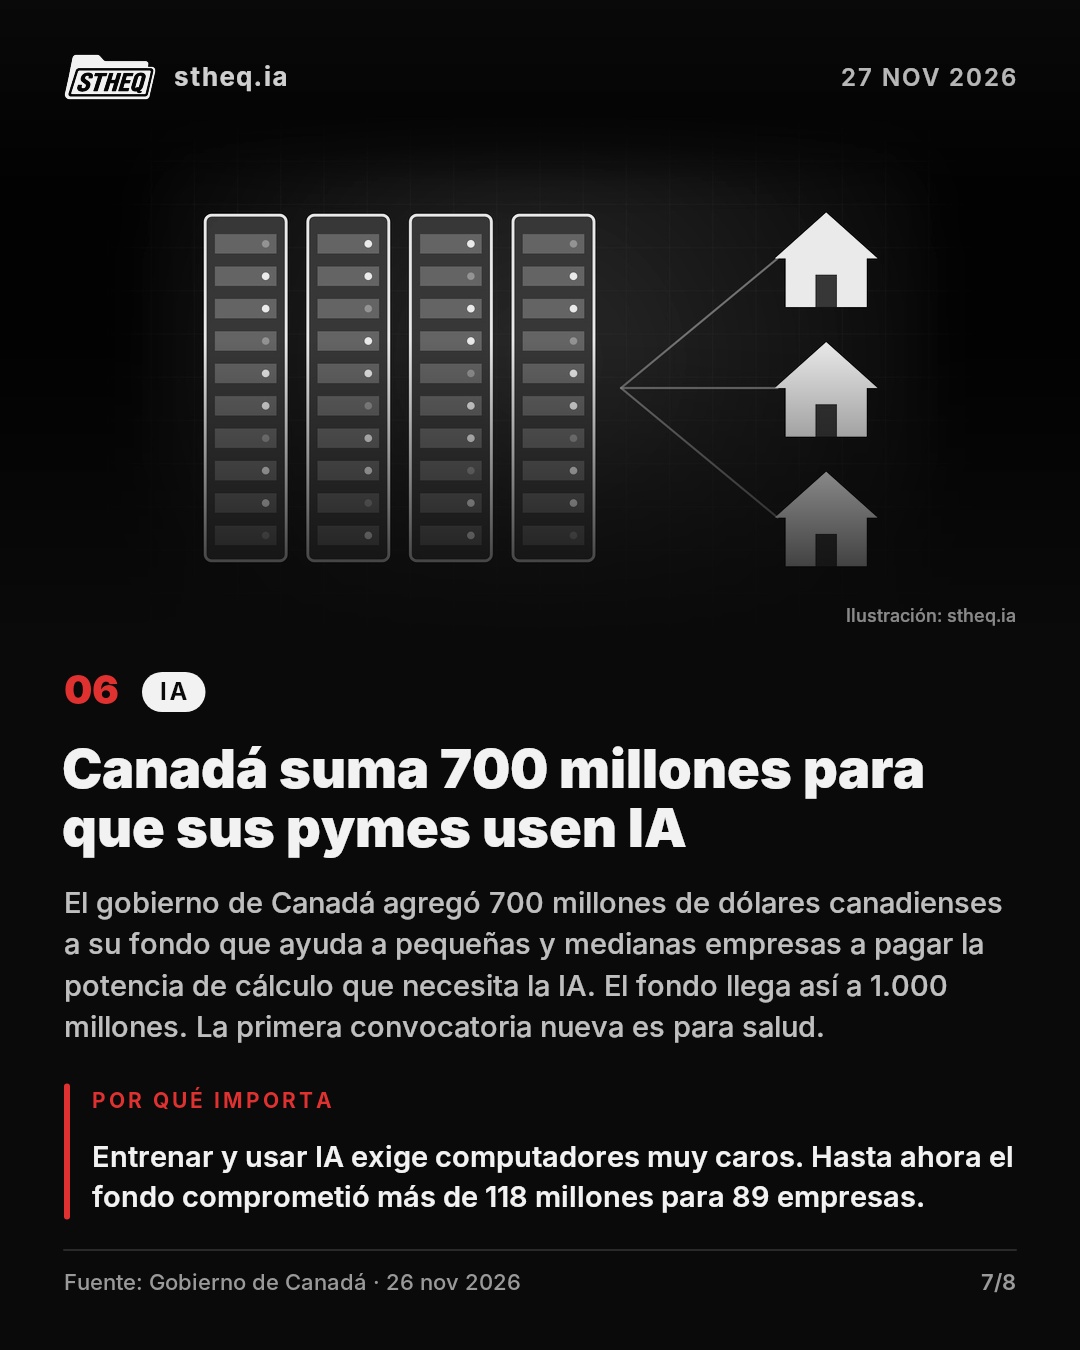 STHEQ stheq.ia 27 NOV 2026
Ilustración: stheq.ia
06 IA
Canadá suma 700 millones para
que sus pymes usen IA
El gobierno de Canadá agregó 700 millones de dólares canadienses
a su fondo que ayuda a pequeñas y medianas empresas a pagar la
potencia de cálculo que necesita la IA. El fondo llega así a 1.000
millones. La primera convocatoria nueva es para salud.
POR QUÉ IMPORTA
Entrenar y usar IA exige computadores muy caros. Hasta ahora el
fondo comprometió más de 118 millones para 89 empresas.
Fuente: Gobierno de Canadá · 26 nov 2026 7/8